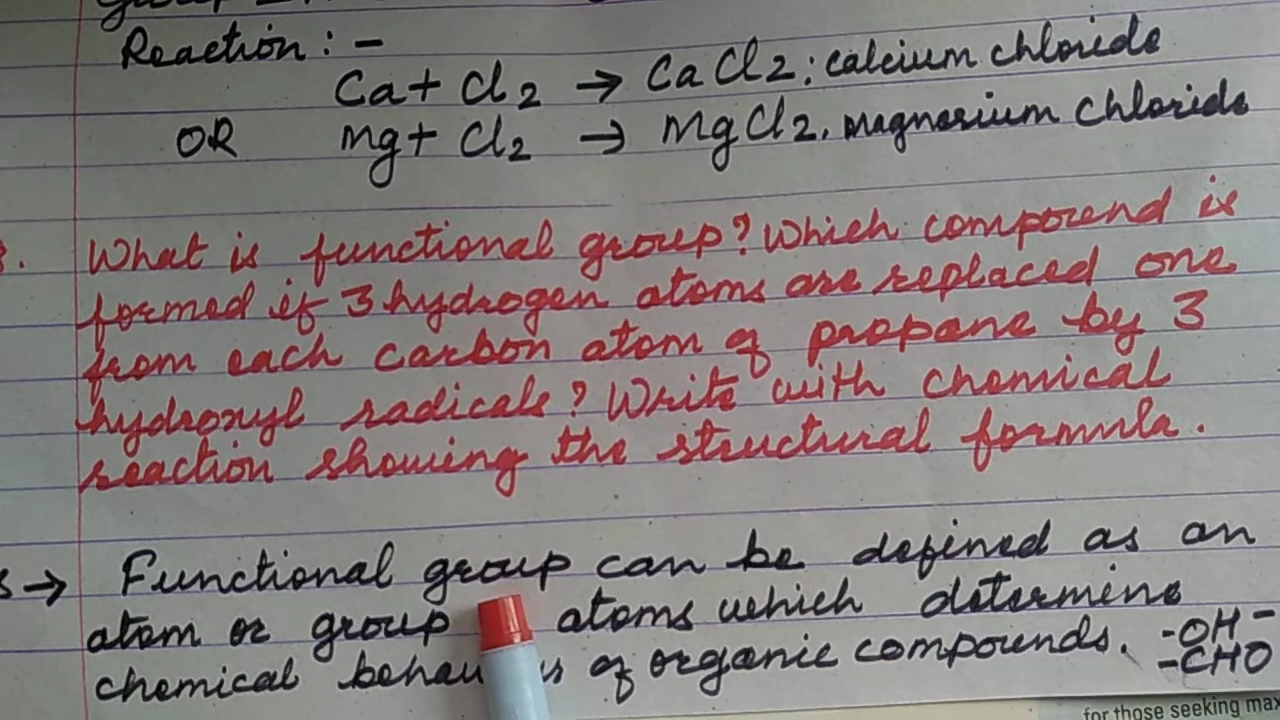 Reaction : -
Ca + Cl2 → CaCl2 : calcium chloride
OR Mg + Cl2 → MgCl2. Magnesium Chloride
What is functional group? Which compound is
formed if 3 hydrogen atoms are replaced one
from each carbon atom of propane by 3
hydroxyl radicals? Write with chemical
reaction showing the structural formula.
s → Functional group can be defined as an
atom or group atoms which determine
chemical of organic compounds. -OH -
-CHO
for those seeking max